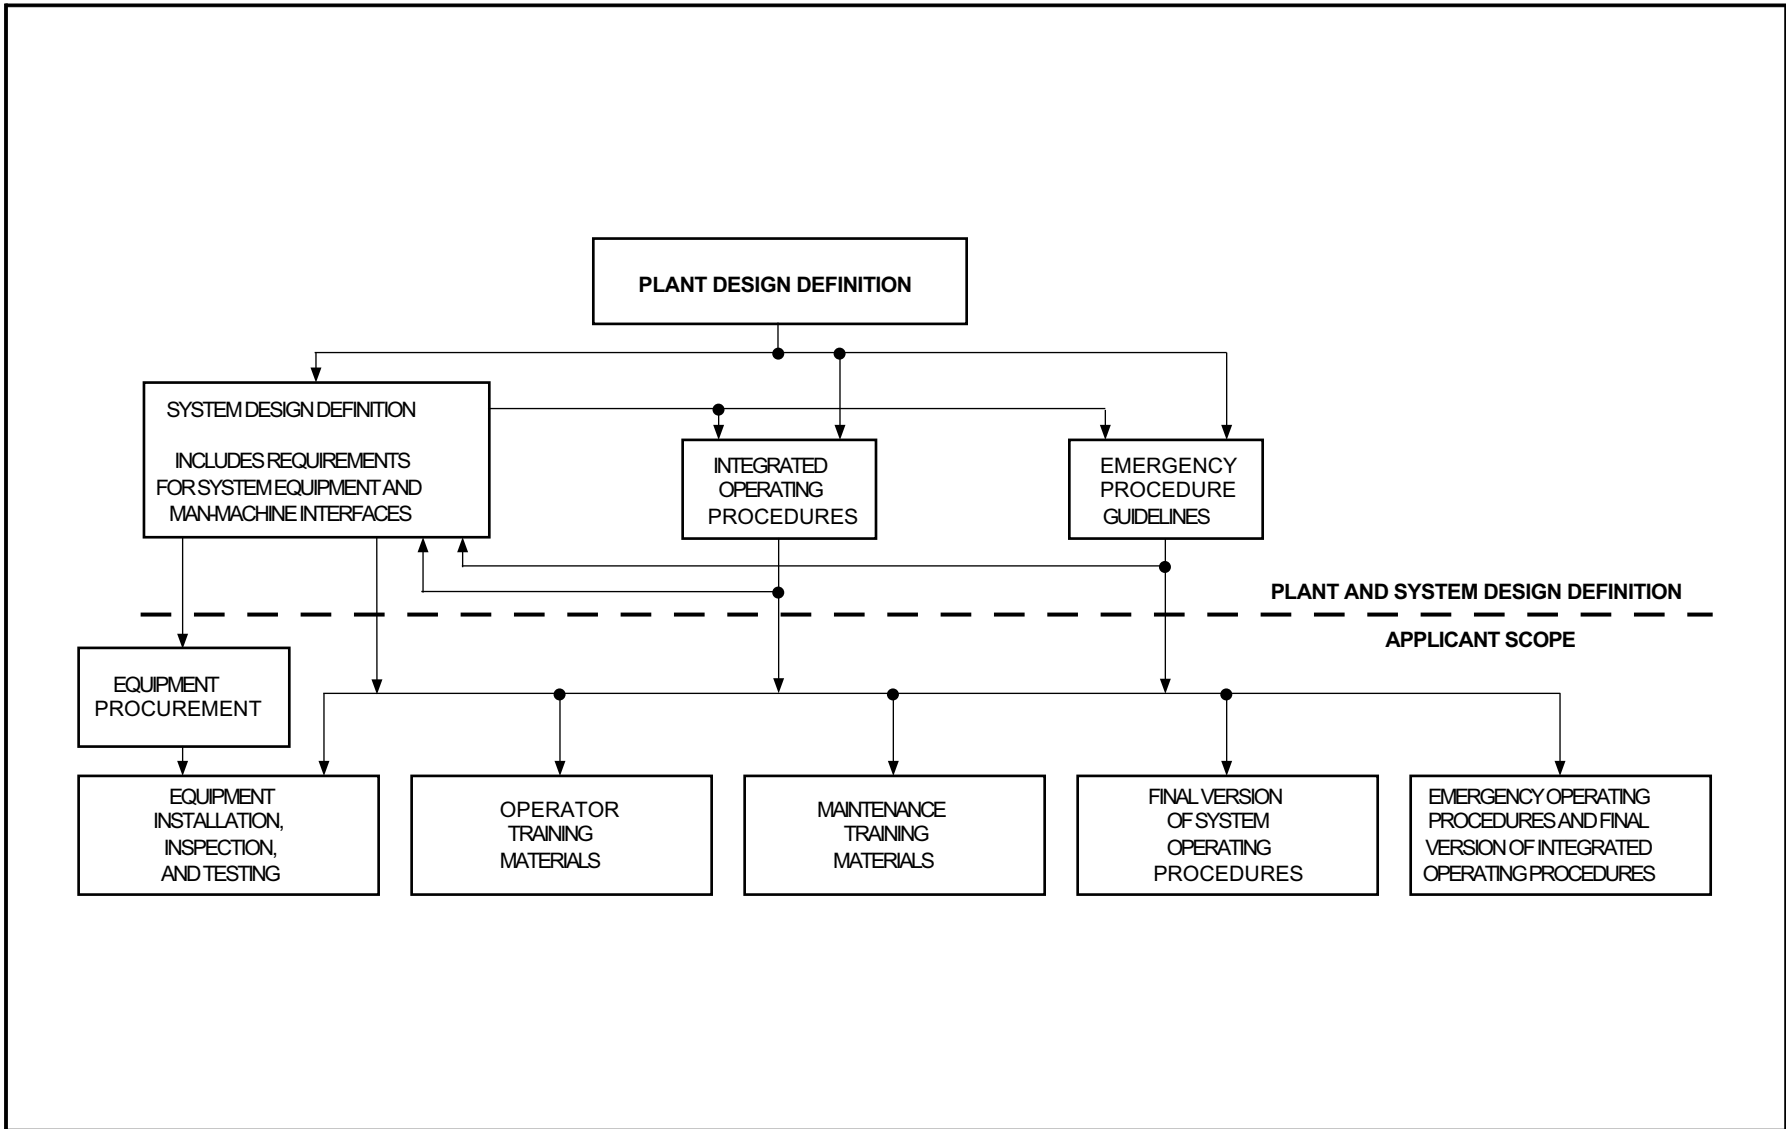 PLANT DESIGN DEFINITION
SYSTEM DESIGN DEFINITION
INCLUDES REQUIREMENTS
FOR SYSTEM EQUIPMENT AND
MAN-MACHINE INTERFACES
INTEGRATED
OPERATING
PROCEDURES
EMERGENCY
PROCEDURE
GUIDELINES
PLANT AND SYSTEM DESIGN DEFINITION
APPLICANT SCOPE
EQUIPMENT
PROCUREMENT
EQUIPMENT
INSTALLATION,
INSPECTION,
AND TESTING
OPERATOR
TRAINING
MATERIALS
MAINTENANCE
TRAINING
MATERIALS
FINAL VERSION
OF SYSTEM
OPERATING
PROCEDURES
EMERGENCY OPERATING
PROCEDURES AND FINAL
VERSION OF INTEGRATED
OPERATING PROCEDURES